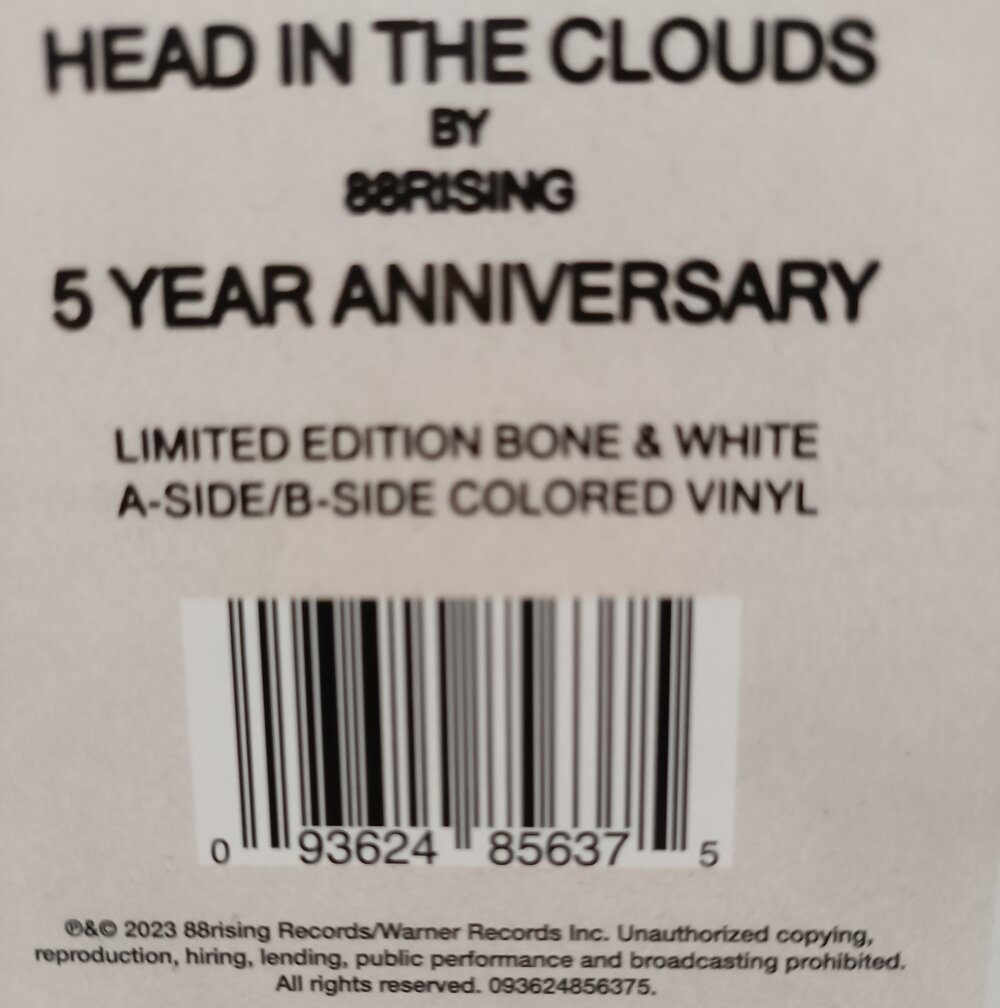 HEAD IN THE CLOUDS
BY
88RISING
5 YEAR ANNIVERSARY
LIMITED EDITION BONE & WHITE
A-SIDE/B-SIDE COLORED VINYL
0 93624 85637 5
℗&© 2023 88rising Records/Warner Records Inc. Unauthorized copying,
reproduction, hiring, lending, public performance and broadcasting prohibited.
All rights reserved. 093624856375.